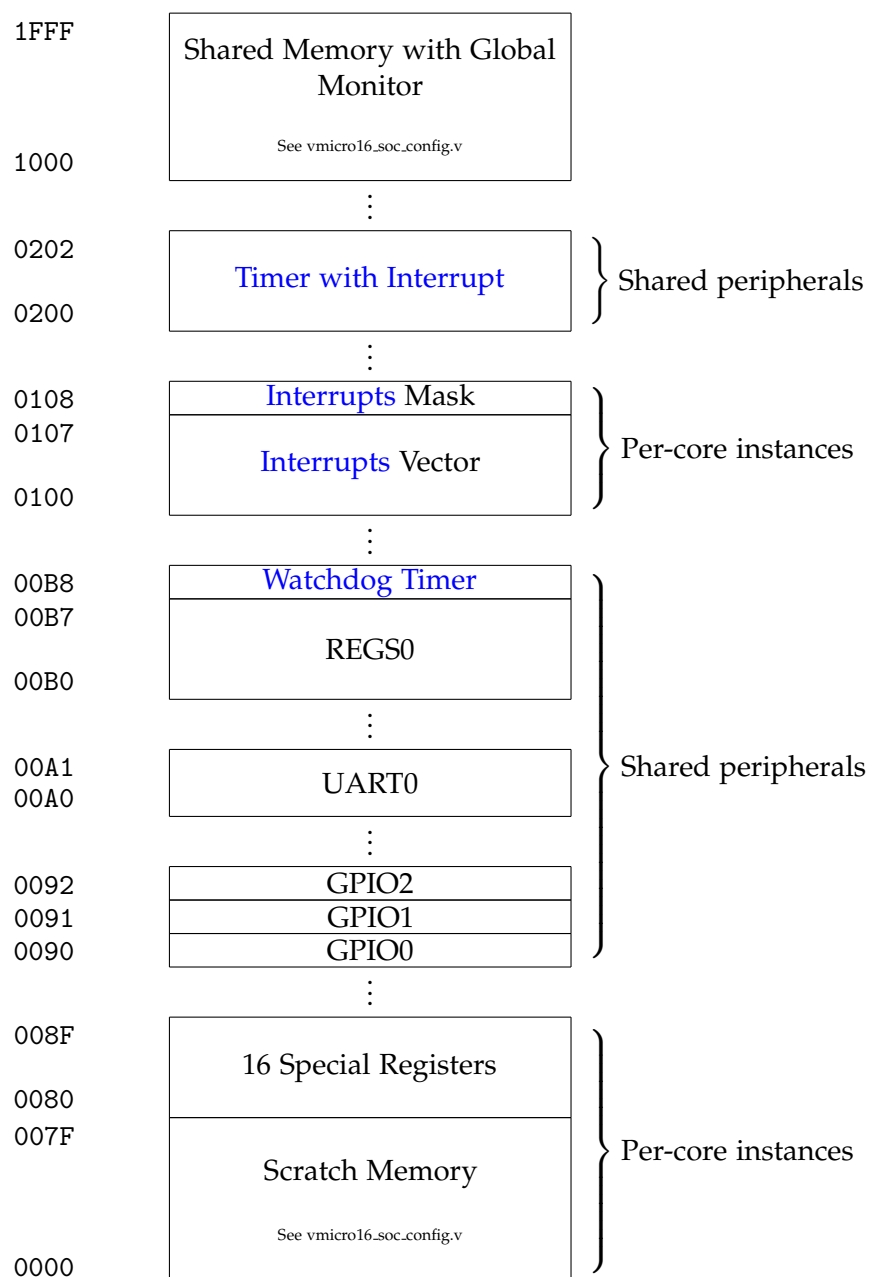 1FFF
Shared Memory with Global
Monitor
See vmicro16_soc_config.v
1000
0202
Timer with Interrupt
Shared peripherals
0200
0108
Interrupts Mask
0107
Interrupts Vector
Per-core instances
0100
00B8
Watchdog Timer
00B7
REGS0
00B0
00A1
UART0
Shared peripherals
00A0
0092
GPIO2
0091
GPIO1
0090
GPIO0
008F
16 Special Registers
0080
007F
Scratch Memory
Per-core instances
See vmicro16_soc_config.v
0000